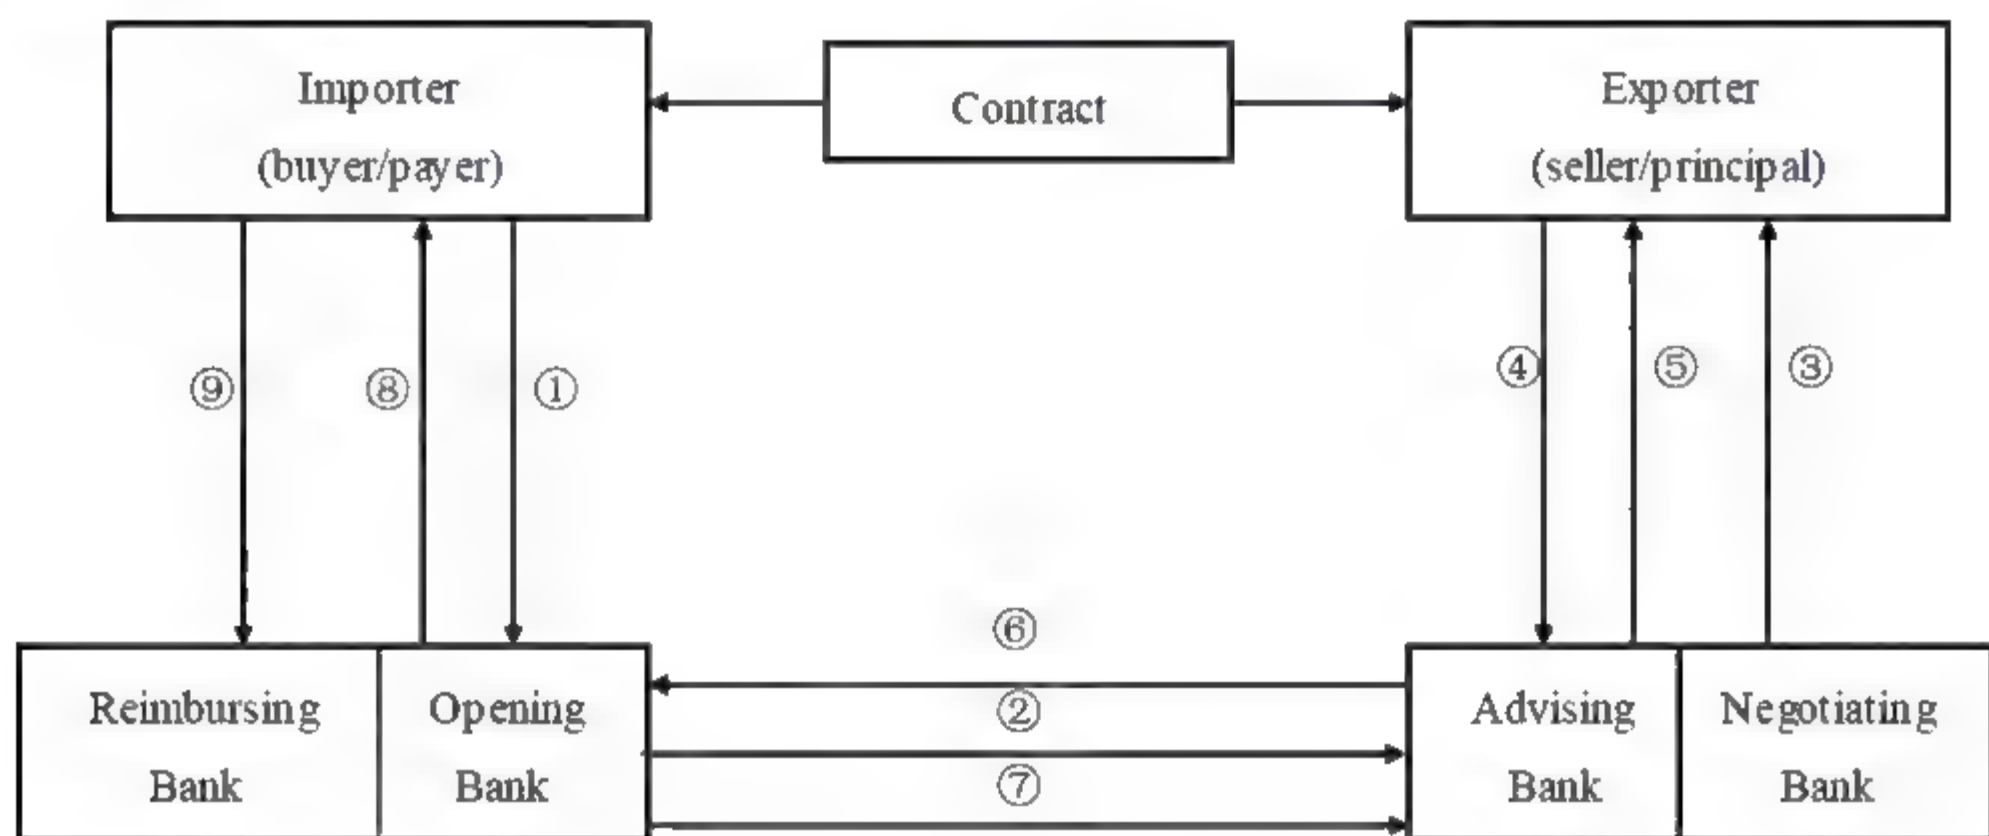 Importer
(buyer/payer)
Contract
Exporter
(seller/principal)
⑨
⑧
①
④
⑤
③
⑥
②
⑦
Reimbursing
Bank
Opening
Bank
Advising
Bank
Negotiating
Bank